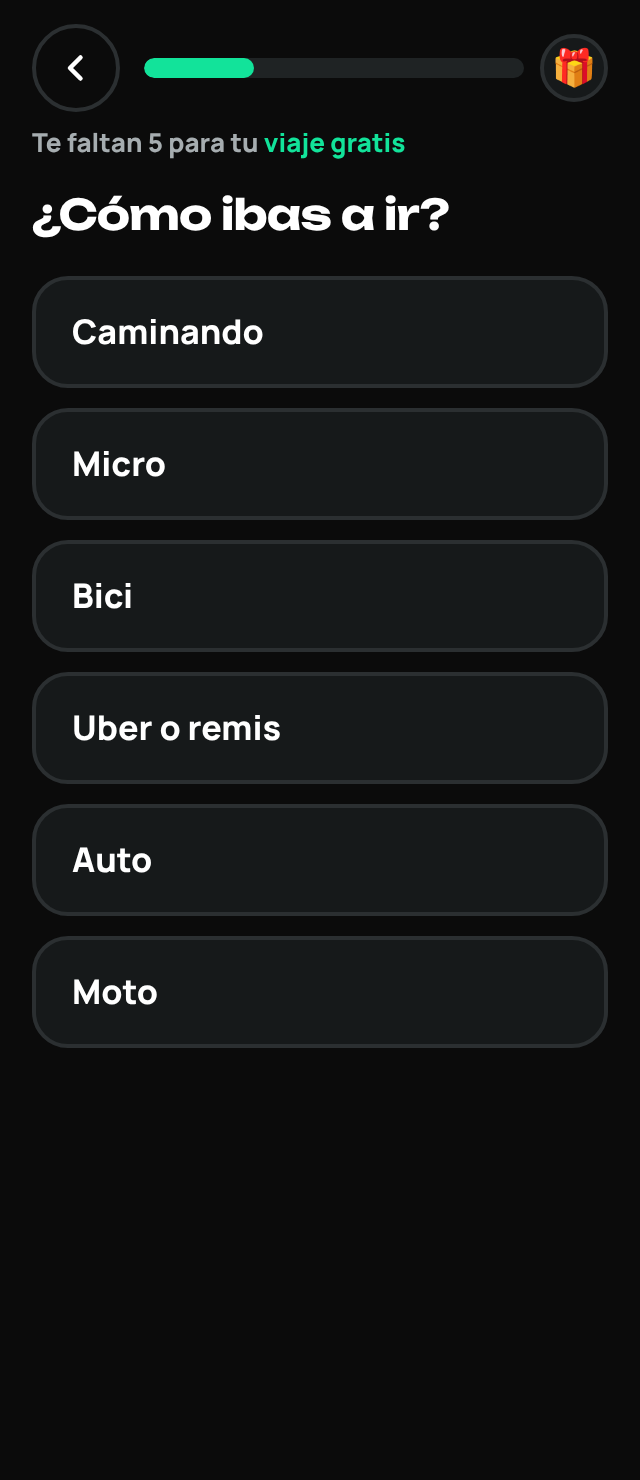 Te faltan 5 para tu viaje gratis
¿Cómo ibas a ir?
Caminando
Micro
Bici
Uber o remis
Auto
Moto